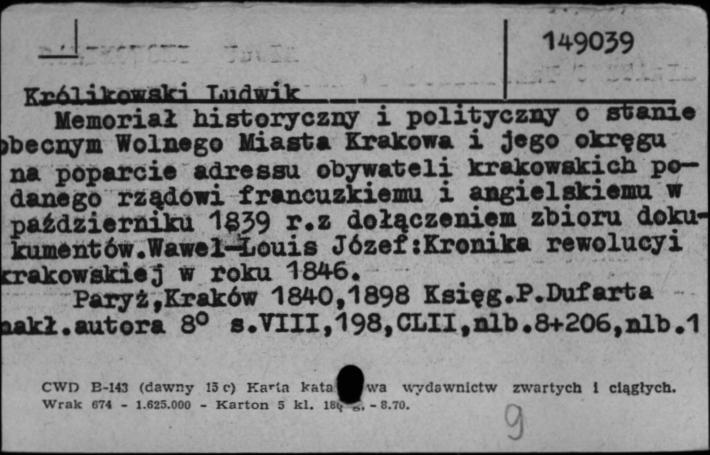 149039
Królikowski Ludwik
Memoriał historyczny i polityczny o stanie
obecnym Wolnego Miasta Krakowa i jego okręgu
na poparcie adressu obywateli krakowskich po-
danego rządówi francuzkiemu i angielskiemu w
październiku 1839 r.z dołączeniem zbioru doku-
kumentów.Wawel-Louis Józef:Kronika rewolucyi
krakowskiej w roku 1846.
Paryż,Kraków 1840,1898 Księg.P.Dufarta
nakł.autora 8° s.VIII,198,CLII,nlb.8+206,nlb.1
CWD B-143 (dawny 15 c) Karta kata wa wydawnictw zwartych i ciągłych.
Wrak 674 - 1.625.000 - Karton 5 kl. g. - 8.70.
9